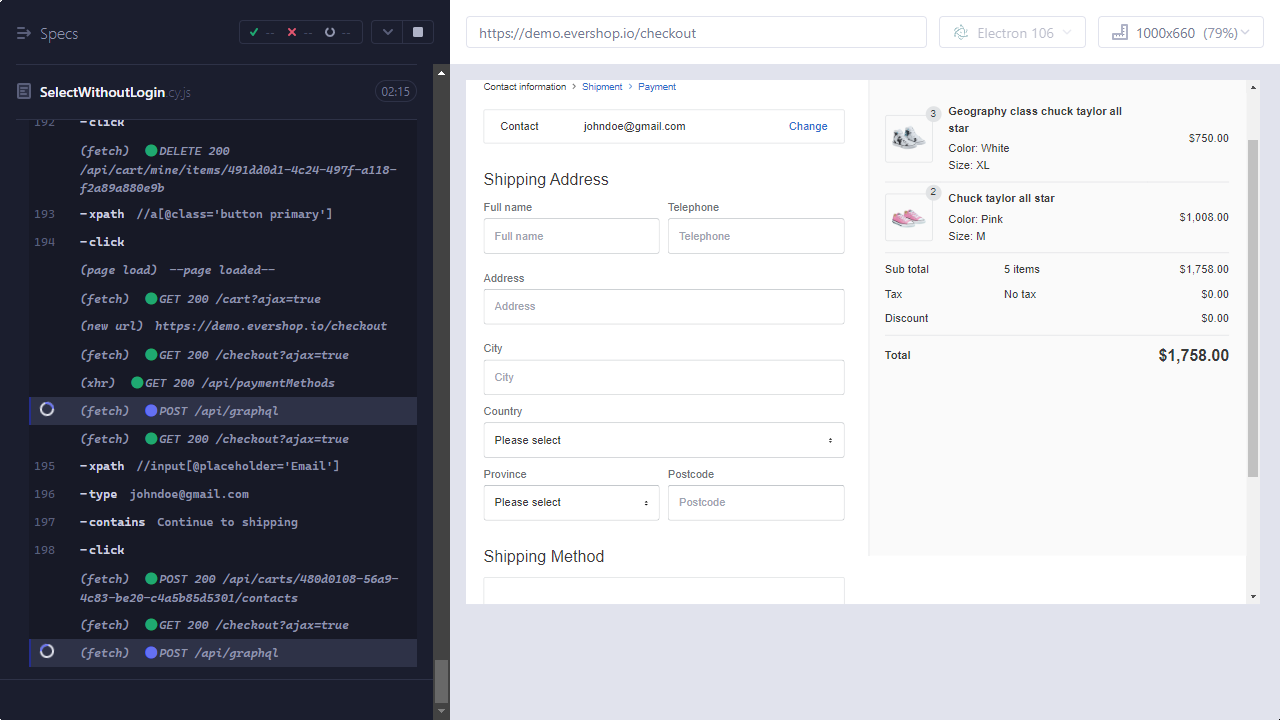 Specs
--
--
--
SelectWithoutLogin.cy.js
02:15
192 -click
(fetch) DELETE 200
/api/cart/mine/items/491dd0d1-4c24-497f-a118-
f2a89a880e9b
193 -xpath //a[@class='button primary']
194 -click
(page load) --page loaded--
(fetch) GET 200 /cart?ajax=true
(new url) https://demo.evershop.io/checkout
(fetch) GET 200 /checkout?ajax=true
(xhr) GET 200 /api/paymentMethods
(fetch) POST /api/graphql
(fetch) GET 200 /checkout?ajax=true
195 -xpath //input[@placeholder='Email']
196 -type johndoe@gmail.com
197 -contains Continue to shipping
198 -click
(fetch) POST 200 /api/carts/480d0108-56a9-
4c83-be20-c4a5b85d5301/contacts
(fetch) GET 200 /checkout?ajax=true
(fetch) POST /api/graphql
https://demo.evershop.io/checkout
Electron 106
1000x660 (79%)
Contact information > Shipment > Payment
Contact johndoe@gmail.com Change
Shipping Address
Full name Telephone
Full name Telephone
Address
Address
City
City
Country
Please select
Province Postcode
Please select Postcode
Shipping Method
3
Geography class chuck taylor all
star
Color: White
Size: XL
$750.00
2
Chuck taylor all star
Color: Pink
Size: M
$1,008.00
Sub total 5 items $1,758.00
Tax No tax $0.00
Discount $0.00
Total $1,758.00